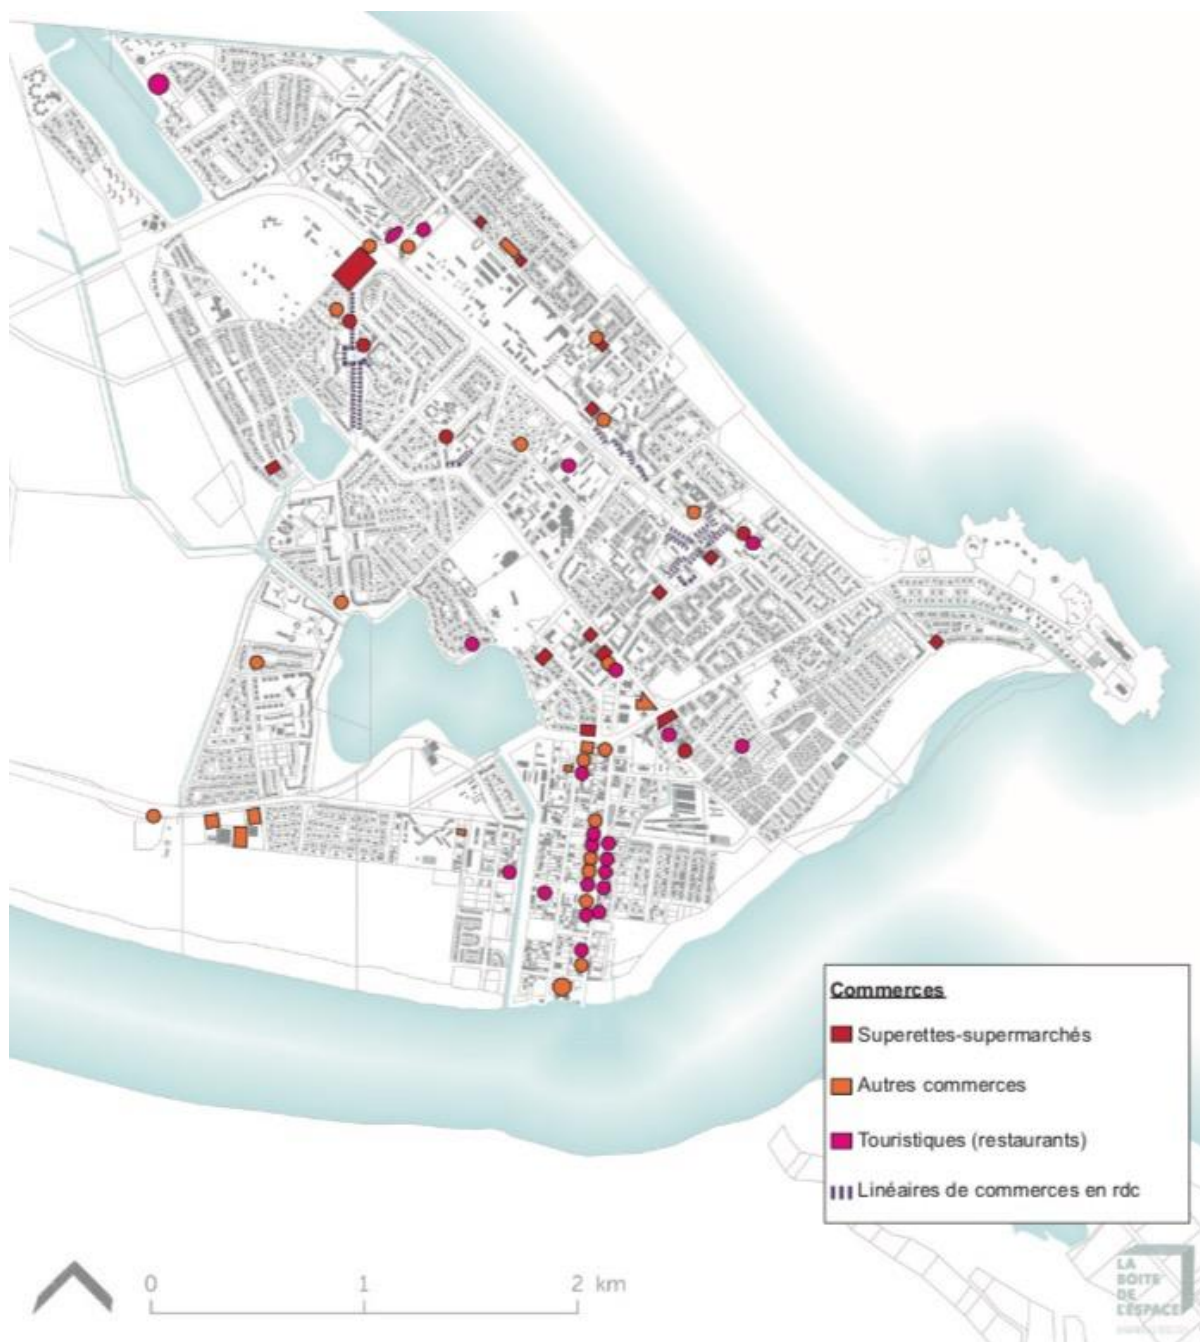 Commerces
Superettes-supermarchés
Autres commerces
Touristiques (restaurants)
Linéaires de commerces en rdc
0 1 2 km
LA
BOITE
DE
L'ESPACE